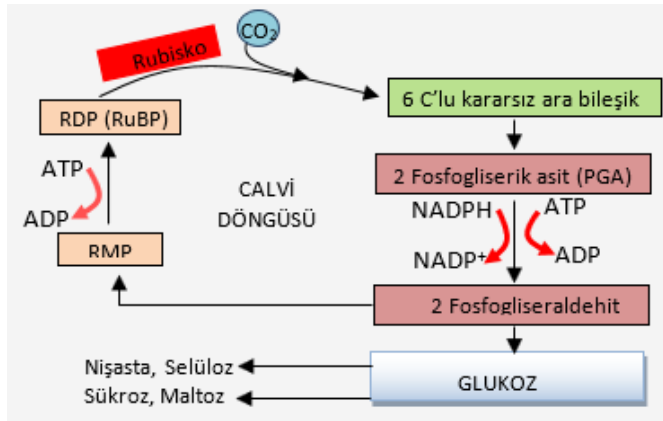 CO₂
Rubisko
6 C'lu kararsız ara bileşik
RDP (RuBP)
2 Fosfogliserik asit (PGA)
ATP
ADP
CALVİ
DÖNGÜSÜ
NADPH
ATP
NADP⁺
ADP
RMP
2 Fosfogliseraldehit
Nişasta, Selüloz
Sükroz, Maltoz
GLUKOZ